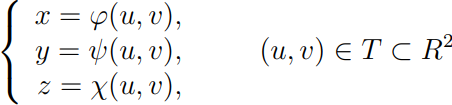 x = φ(u, v),
y = ψ(u, v), (u, v) ∈ T ⊂ R²
z = χ(u, v),